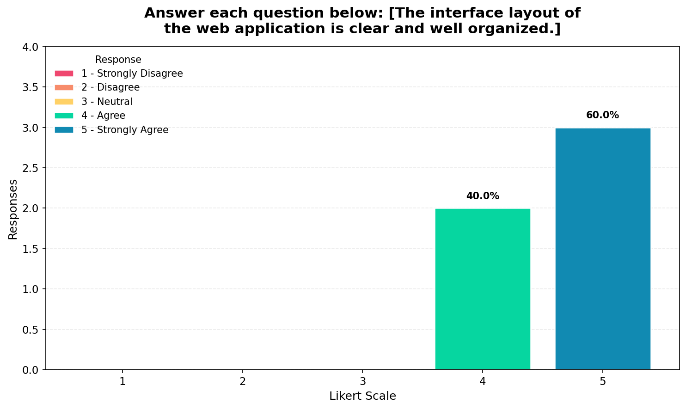 Answer each question below: [The interface layout of
the web application is clear and well organized.]
4.0
3.5
3.0
2.5
2.0
1.5
1.0
0.5
0.0
Responses
Response
1 - Strongly Disagree
2 - Disagree
3 - Neutral
4 - Agree
5 - Strongly Agree
40.0%
60.0%
1
2
3
4
5
Likert Scale